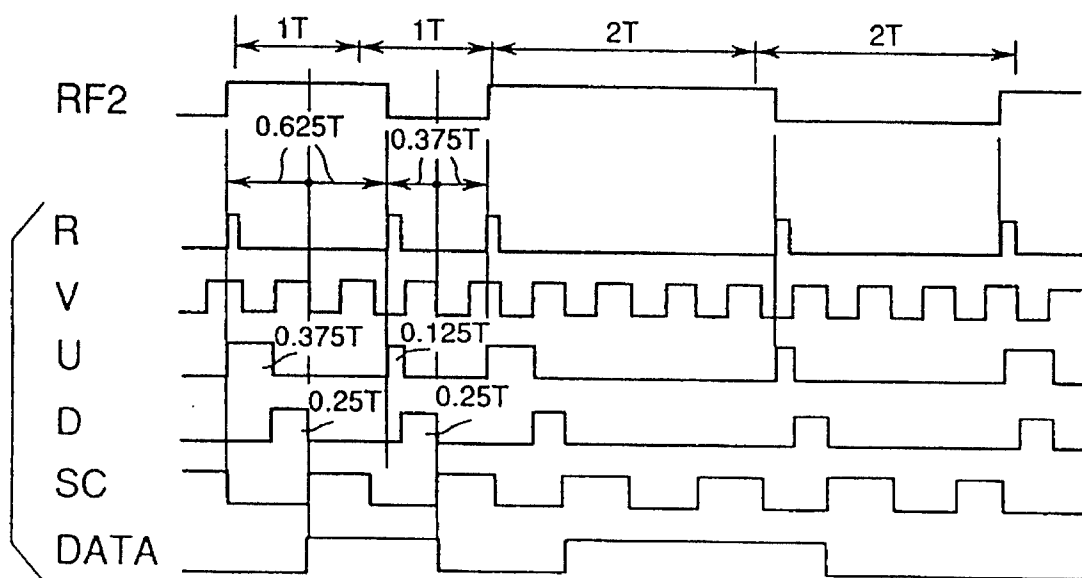 1T 1T 2T 2T
RF2
0.625T 0.375T
R
V
0.375T 0.125T
U
0.25T 0.25T
D
SC
DATA